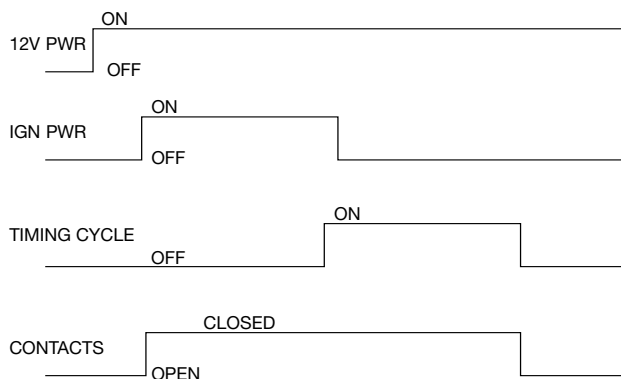 ON
12V PWR
OFF
ON
IGN PWR
OFF
ON
TIMING CYCLE
OFF
CLOSED
CONTACTS
OPEN